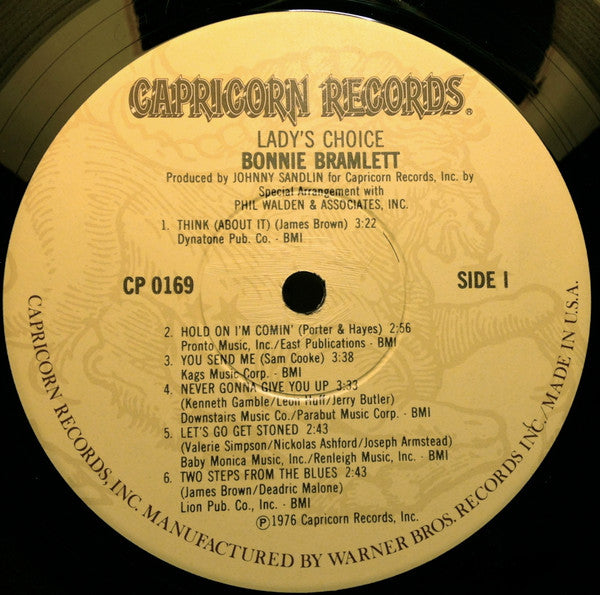 CAPRICORN RECORDS®
LADY'S CHOICE
BONNIE BRAMLETT
Produced by JOHNNY SANDLIN for Capricorn Records, Inc. by
Special Arrangement with
PHIL WALDEN & ASSOCIATES, INC.
1. THINK (ABOUT IT) (James Brown) 3:22
Dynatone Pub. Co. - BMI
CP 0169
SIDE I
2. HOLD ON I'M COMIN' (Porter & Hayes) 2:56
Pronto Music, Inc./East Publications - BMI
3. YOU SEND ME (Sam Cooke) 3:38
Kags Music Corp. - BMI
4. NEVER GONNA GIVE YOU UP 3:33
(Kenneth Gamble/Leon Huff/Jerry Butler)
Downstairs Music Co./Parabut Music Corp. - BMI
5. LET'S GO GET STONED 2:43
(Valerie Simpson/Nickolas Ashford/Joseph Armstead)
Baby Monica Music, Inc./Renleigh Music, Inc. - BMI
6. TWO STEPS FROM THE BLUES 2:43
(James Brown/Deadric Malone)
Lion Pub. Co., Inc. - BMI
℗1976 Capricorn Records, Inc.
CAPRICORN RECORDS, INC. MANUFACTURED BY WARNER BROS. RECORDS INC./MADE IN U.S.A.